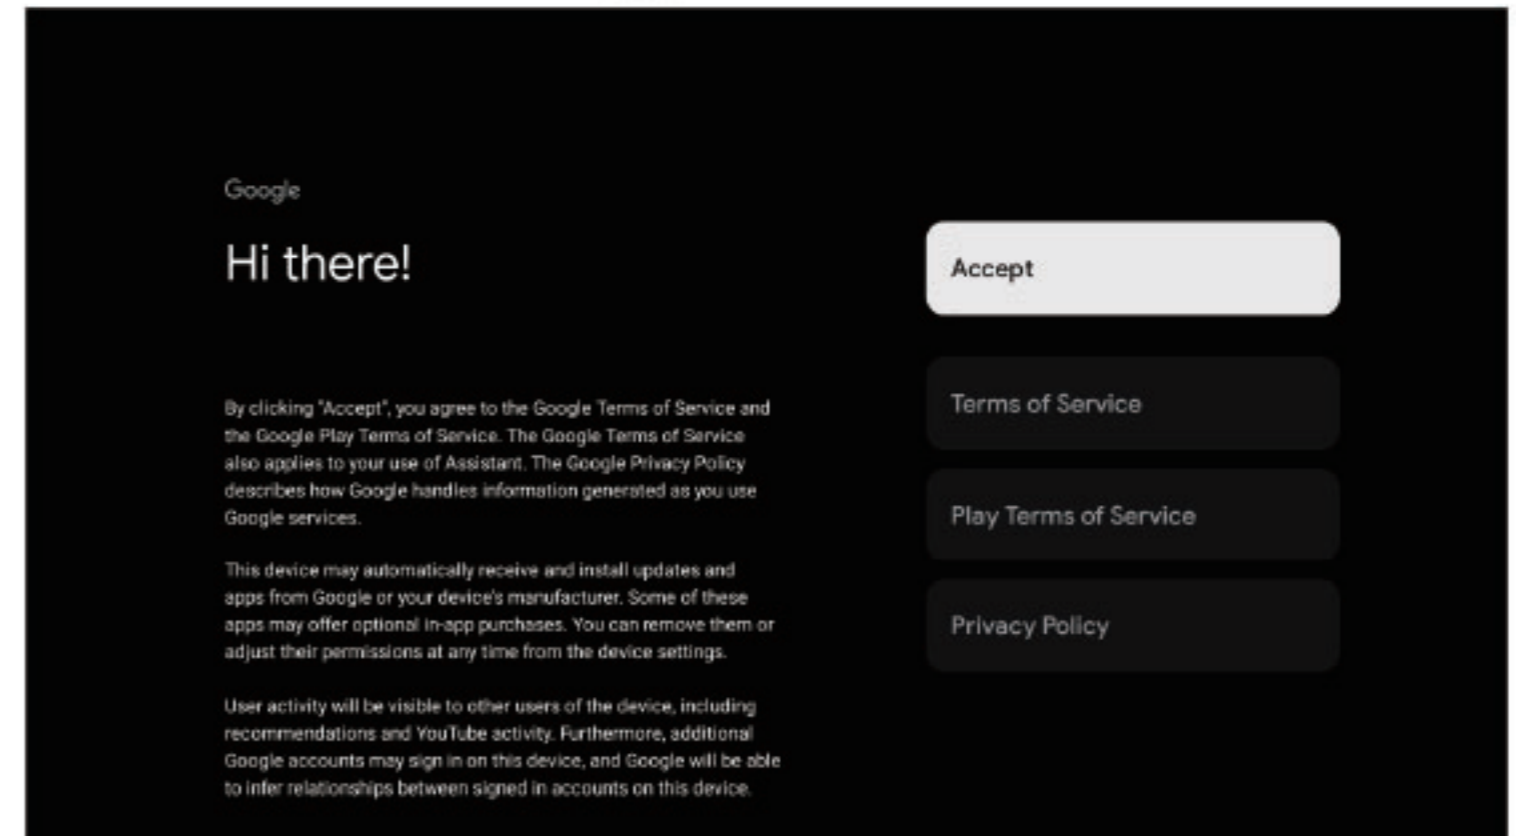 Google
Hi there!
By clicking "Accept", you agree to the Google Terms of Service and
the Google Play Terms of Service. The Google Terms of Service
also applies to your use of Assistant. The Google Privacy Policy
describes how Google handles information generated as you use
Google services.
This device may automatically receive and install updates and
apps from Google or your device's manufacturer. Some of these
apps may offer optional in-app purchases. You can remove them or
adjust their permissions at any time from the device settings.
User activity will be visible to other users of the device, including
recommendations and YouTube activity. Furthermore, additional
Google accounts may sign in on this device, and Google will be able
to infer relationships between signed in accounts on this device.
Accept
Terms of Service
Play Terms of Service
Privacy Policy